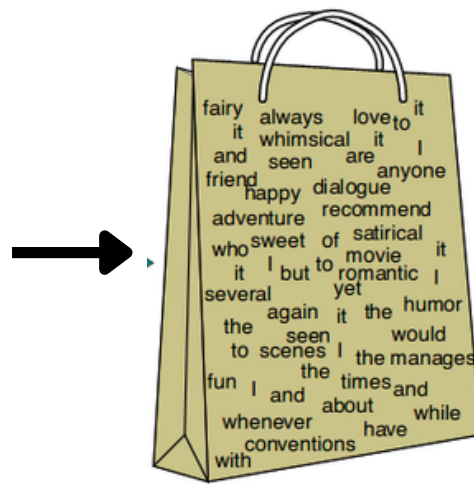 fairy always love to it
it whimsical it I
and seen are anyone
friend happy dialogue
adventure recommend
who sweet of satirical
it I but to movie it
romantic I
several yet
again it the humor
the seen would
to scenes I the manages
fun I the times and
and about while
whenever have
conventions
with